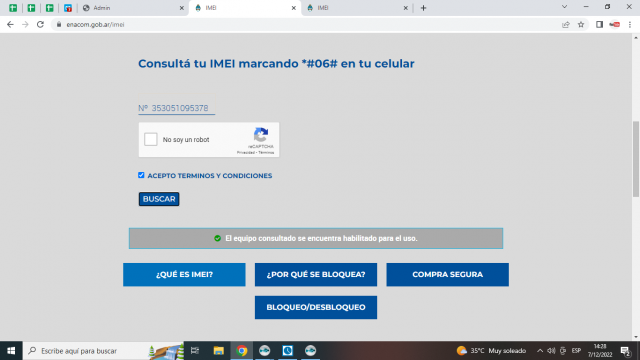 Admin
IMEI
IMEI
enacom.gob.ar/imei
Consultá tu IMEI marcando *#06# en tu celular
Nº 353051095378
No soy un robot
reCAPTCHA
Privacidad • Términos
ACEPTO TERMINOS Y CONDICIONES
BUSCAR
El equipo consultado se encuentra habilitado para el uso.
¿QUÉ ES IMEI?
¿POR QUÉ SE BLOQUEA?
COMPRA SEGURA
BLOQUEO/DESBLOQUEO
Escribe aquí para buscar
35°C Muy soleado
ESP
14:28
7/12/2022